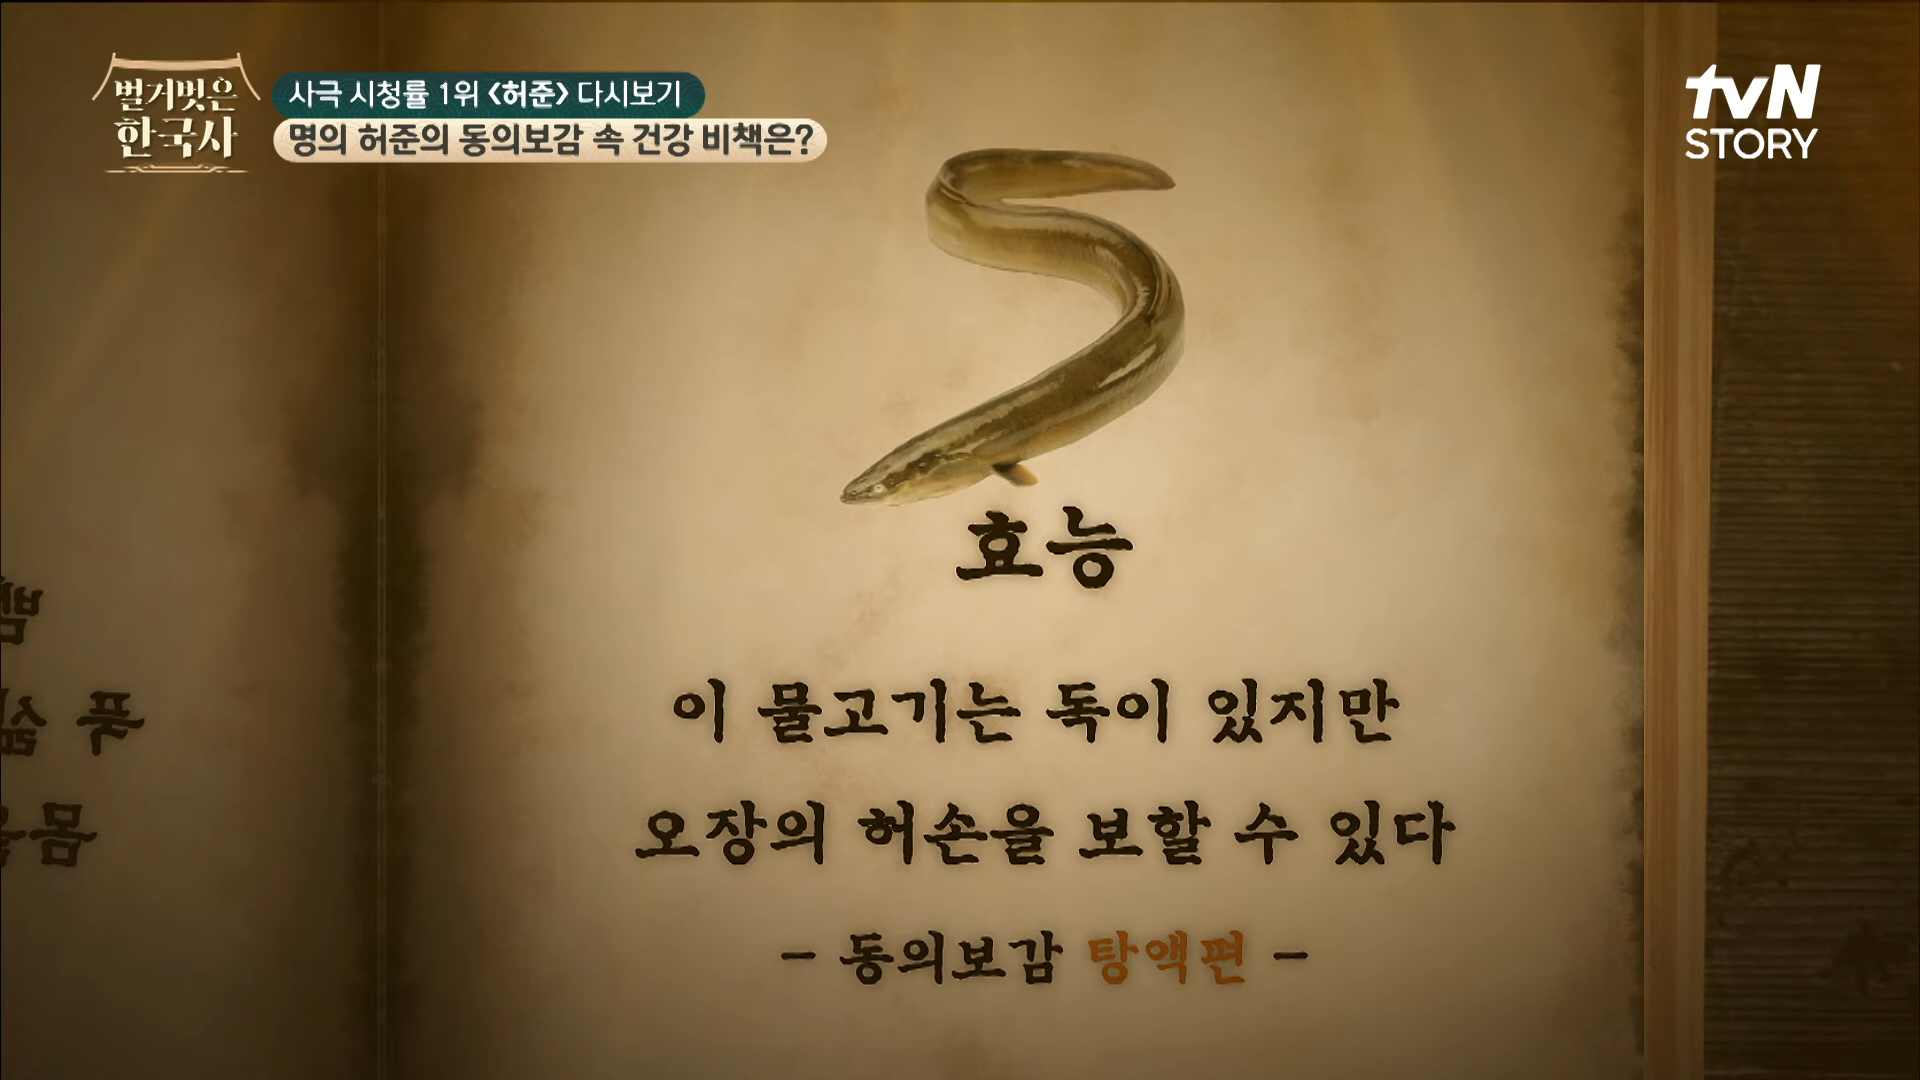 벌거벗은
한국사
사극 시청률 1위 <허준> 다시보기
명의 허준의 동의보감 속 건강 비책은?
tvN
STORY
효능
이 물고기는 독이 있지만
오장의 허손을 보할 수 있다
- 동의보감 탕액편 -